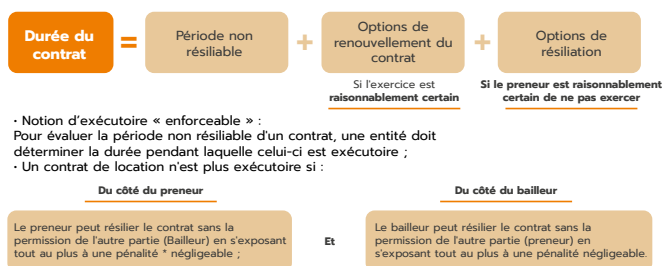 Durée du
contrat
=
Période non
résiliable
+
Options de
renouvellement du
contrat
+
Options de
résiliation
Si l'exercice est
raisonnablement certain
Si le preneur est raisonnablement
certain de ne pas exercer
• Notion d'exécutoire « enforceable » :
Pour évaluer la période non résiliable d'un contrat, une entité doit
déterminer la durée pendant laquelle celui-ci est exécutoire ;
• Un contrat de location n'est plus exécutoire si :
Du côté du preneur
Du côté du bailleur
Le preneur peut résilier le contrat sans la
permission de l'autre partie (Bailleur) en s'exposant
tout au plus à une pénalité * négligeable ;
Et
Le bailleur peut résilier le contrat sans la
permission de l'autre partie (preneur) en
s'exposant tout au plus à une pénalité négligeable.